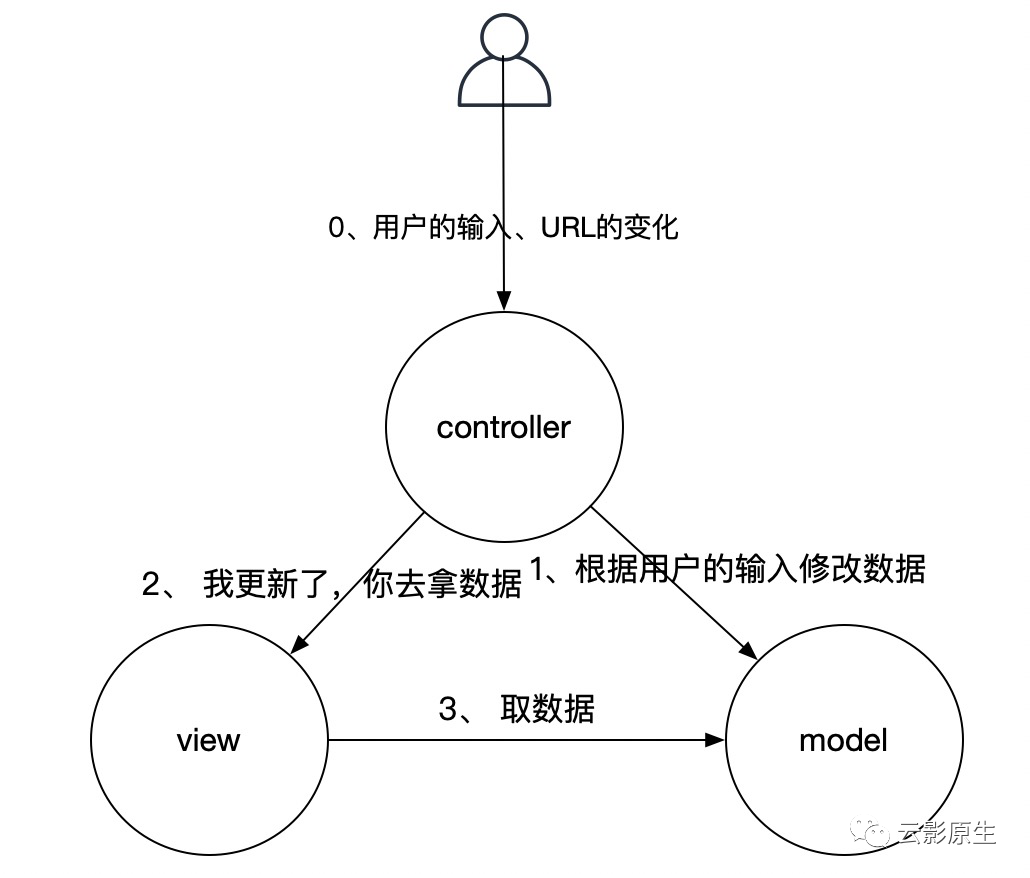 0、用户的输入、URL的变化
controller
1、根据用户的输入修改数据
2、 我更新了，你去拿数据
3、 取数据
view
model
云影原生